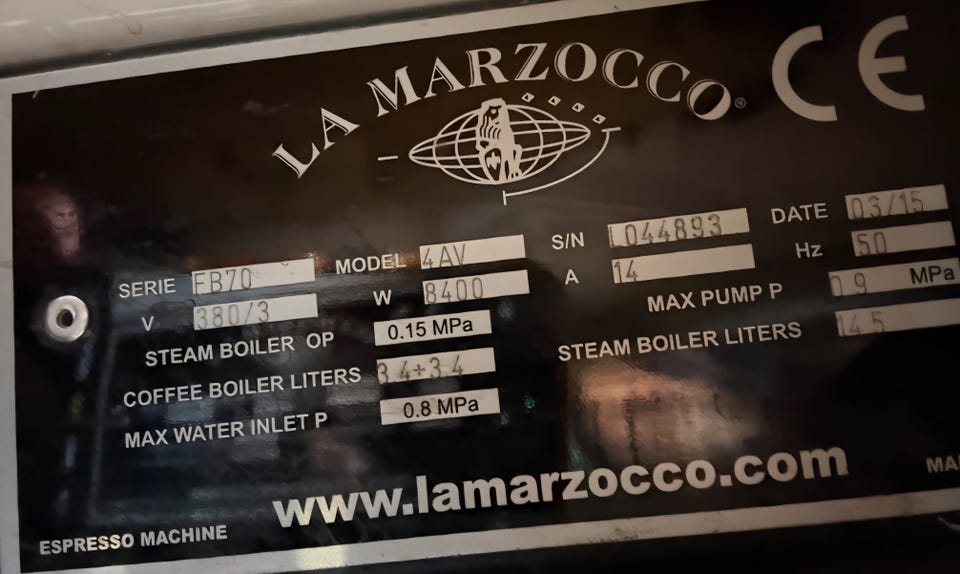 LA MARZOCCO®
CE
SERIE FB70 MODEL 4AV S/N L044893 DATE 03/15
V 380/3 W 8400 A 14 Hz 50
STEAM BOILER OP 0.15 MPa MAX PUMP P 0.9 MPa
COFFEE BOILER LITERS 3.4+3.4 STEAM BOILER LITERS 14.5
MAX WATER INLET P 0.8 MPa
www.lamarzocco.com
ESPRESSO MACHINE